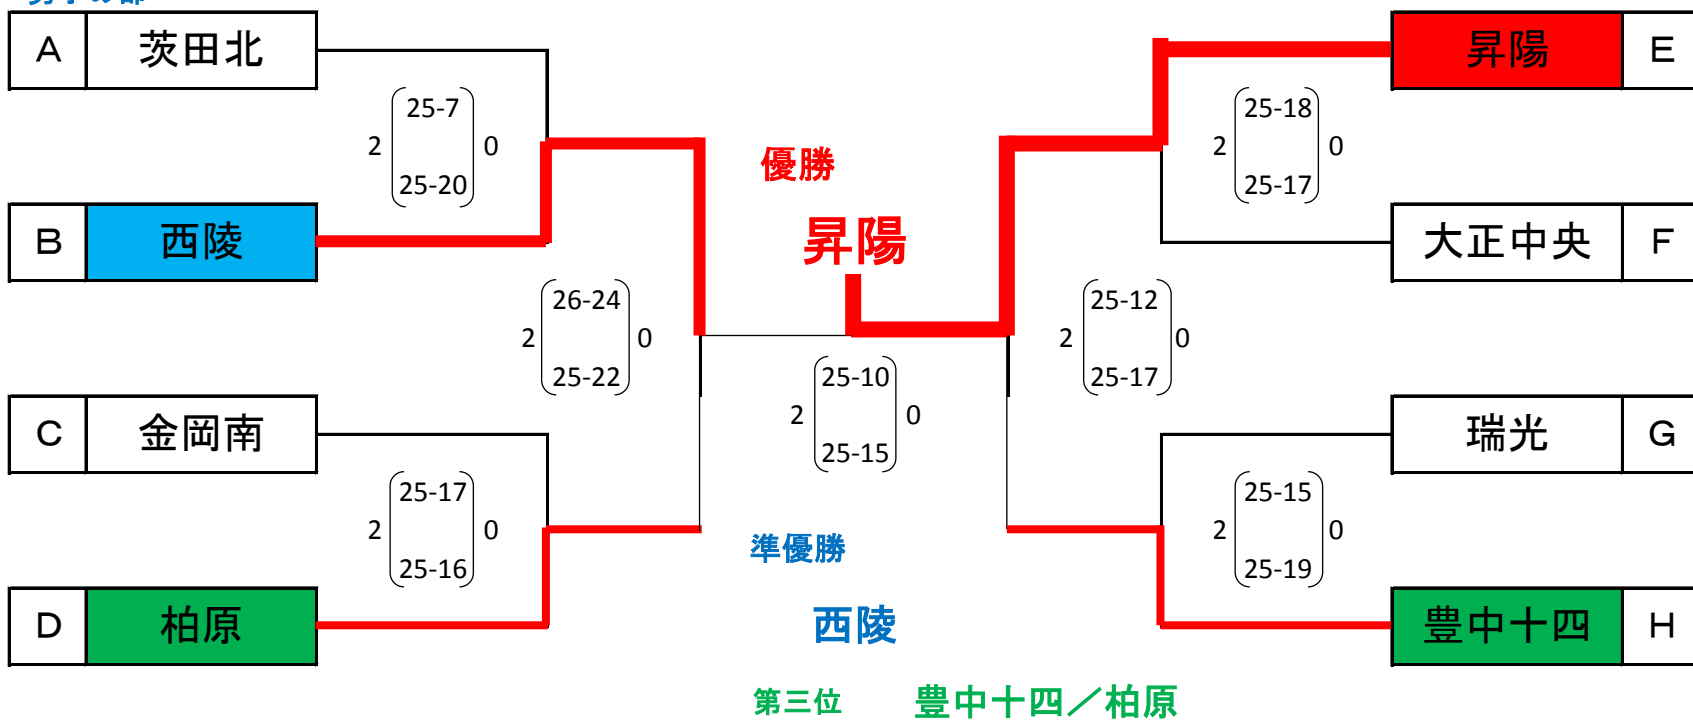 A 茨田北
25-7
2 0
25-20
B 西陵
26-24
2 0
25-22
C 金岡南
25-17
2 0
25-16
D 柏原
優勝
昇陽
25-10
2 0
25-15
準優勝
西陵
第三位 豊中十四／柏原
昇陽 E
25-18
2 0
25-17
大正中央 F
25-12
2 0
25-17
瑞光 G
25-15
2 0
25-19
豊中十四 H